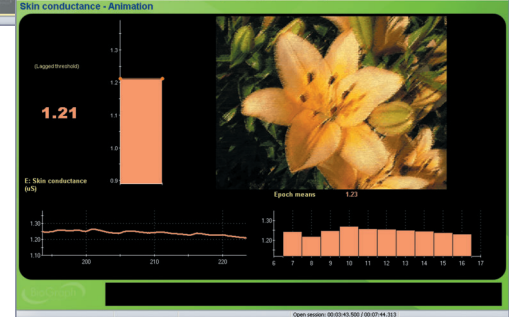 Skin conductance - Animation
(Lagged threshold)
1.21
1.3
1.2
1.1
1.0
0.9
E: Skin conductance
(uS)
Epoch means 1.23
1.30
1.20
1.10
200 210 220
1.30
1.20
6 7 8 9 10 11 12 13 14 15 16 17
Open session: 00:03:43.500 / 00:07:44.313